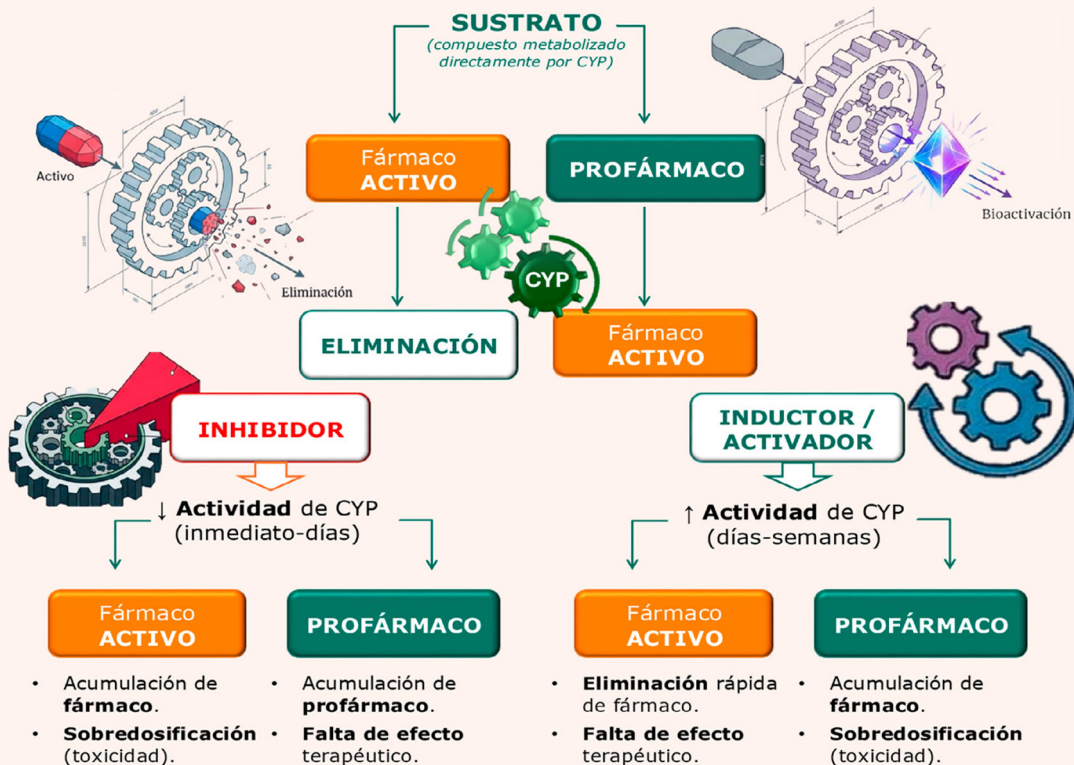 SUSTRATO
(compuesto metabolizado
directamente por CYP)
Activo
Eliminación
Fármaco
ACTIVO
PROFÁRMACO
Bioactivación
CYP
ELIMINACIÓN
Fármaco
ACTIVO
INHIBIDOR
↓ Actividad de CYP
(inmediato-días)
Fármaco
ACTIVO
• Acumulación de
fármaco.
• Sobredosificación
(toxicidad).
PROFÁRMACO
• Acumulación de
profármaco.
• Falta de efecto
terapéutico.
INDUCTOR /
ACTIVADOR
↑ Actividad de CYP
(días-semanas)
Fármaco
ACTIVO
• Eliminación rápida
de fármaco.
• Falta de efecto
terapéutico.
PROFÁRMACO
• Acumulación de
fármaco.
• Sobredosificación
(toxicidad).